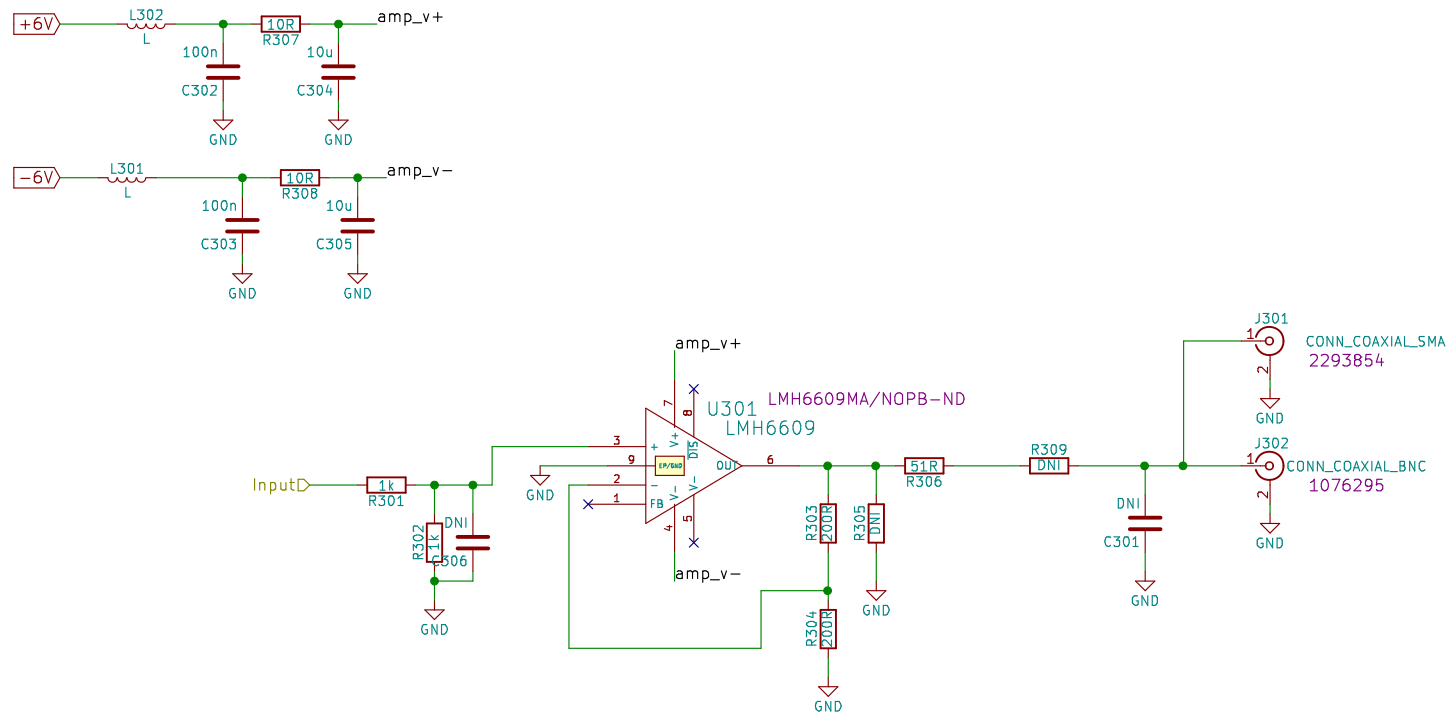 +6V
L302
L
10R
R307
amp_v+
100n
C302
10u
C304
GND
GND
-6V
L301
L
10R
R308
amp_v-
100n
C303
10u
C305
GND
GND
amp_v+
7
8
U301
LMH6609MA/NOPB-ND
LMH6609
3
+
V+
DIS
9
EP/GND
OUT
6
2
-
1
FB
V-
V-
4
5
GND
amp_v-
Input
1k
R301
R302
1k
DNI
C306
GND
R303
200R
R305
DNI
GND
R304
200R
GND
51R
R306
R309
DNI
DNI
C301
GND
J301
1
CONN_COAXIAL_SMA
2293854
2
GND
J302
1
CONN_COAXIAL_BNC
1076295
2
GND